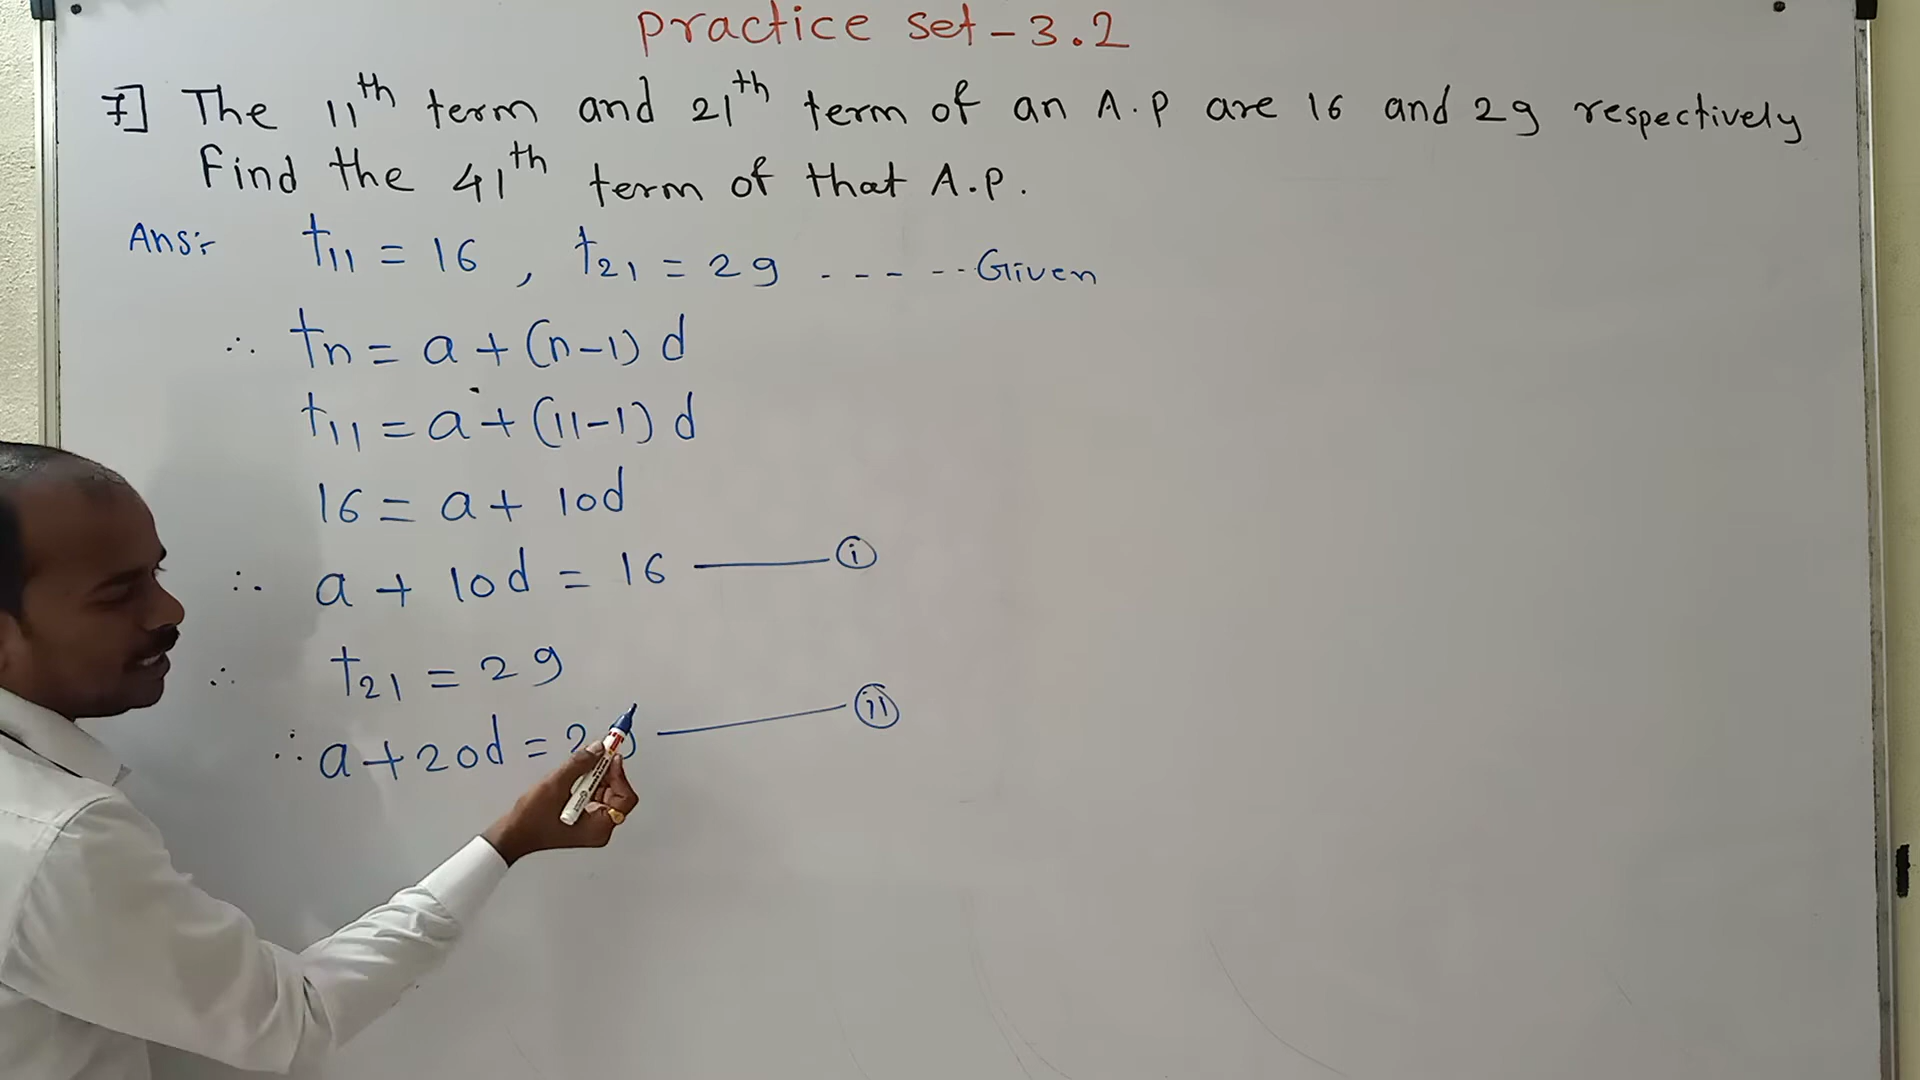 Practice set-3.2
7] The 11th term and 21th term of an A.P are 16 and 29 respectively
Find the 41th term of that A.P.
Ans:- t11 = 16 , t21 = 29 ------ Given
∴ tn = a + (n-1) d
t11 = a + (11-1) d
16 = a + 10d
∴ a + 10d = 16 —— (i)
∴ t21 = 29
∴ a + 20d = 29 —— (ii)